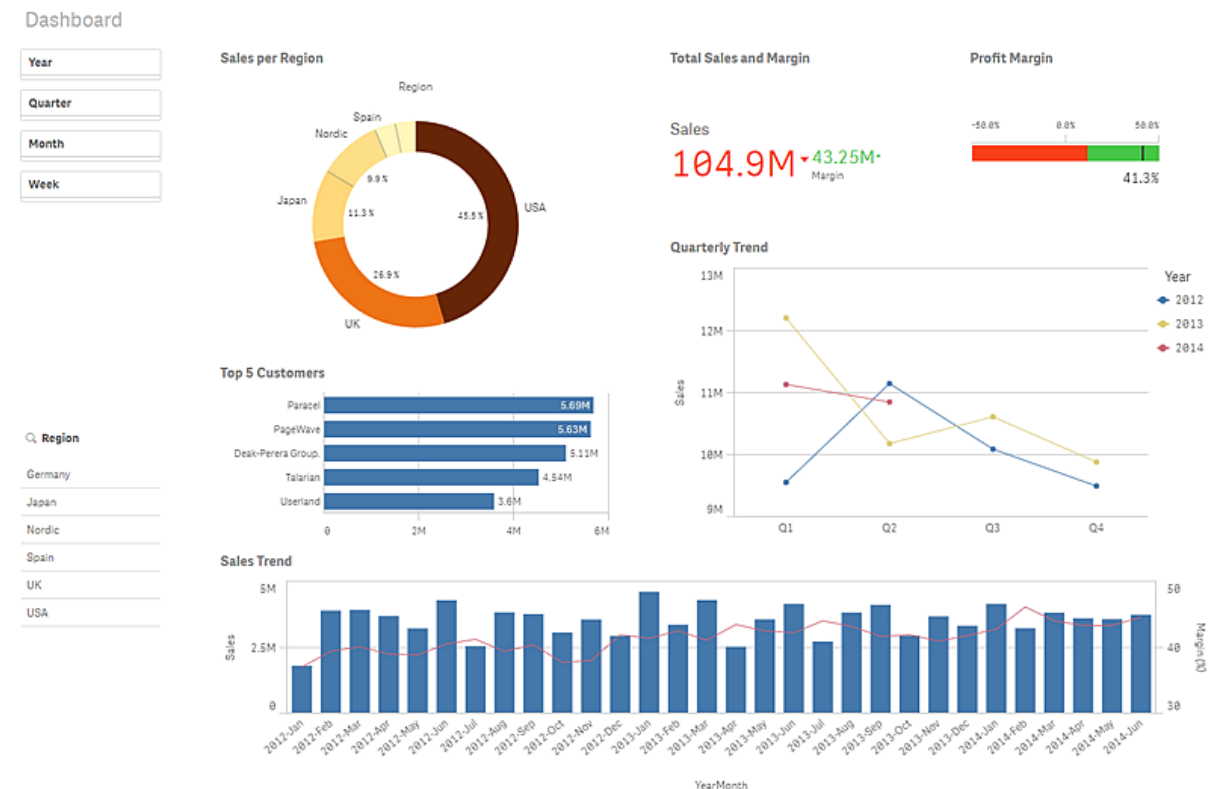 Dashboard
Year
Quarter
Month
Week
Region
Germany
Japan
Nordic
Spain
UK
USA
Sales per Region
Region
Spain
Nordic
Japan
UK
USA
9.9%
11.3%
26.9%
45.5%
Total Sales and Margin
Sales
104.9M
43.25M
Margin
Profit Margin
-50.0% 0.0% 50.0%
41.3%
Top 5 Customers
Paracel 5.69M
PageWave 5.63M
Deak-Perera Group. 5.11M
Talarian 4.54M
Userland 3.6M
0 2M 4M 6M
Quarterly Trend
Sales
13M
12M
11M
10M
9M
Q1 Q2 Q3 Q4
Year
2012
2013
2014
Sales Trend
Sales
5M
2.5M
0
50
40
30
Margin (%)
2012-Jan 2012-Feb 2012-Mar 2012-Apr 2012-May 2012-Jun 2012-Jul 2012-Aug 2012-Sep 2012-Oct 2012-Nov 2012-Dec 2013-Jan 2013-Feb 2013-Mar 2013-Apr 2013-May 2013-Jun 2013-Jul 2013-Aug 2013-Sep 2013-Oct 2013-Nov 2013-Dec 2014-Jan 2014-Feb 2014-Mar 2014-Apr 2014-May 2014-Jun
YearMonth